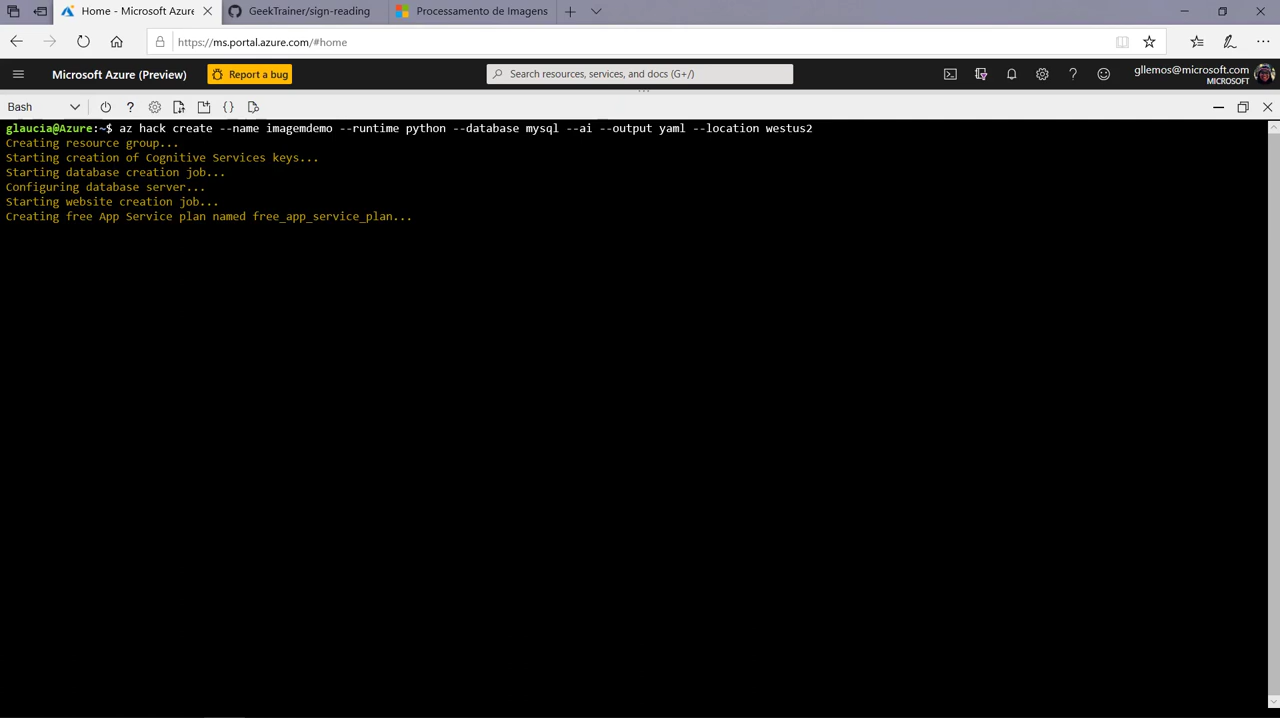 Home - Microsoft Azure
GeekTrainer/sign-reading
Processamento de Imagens
https://ms.portal.azure.com/#home
Microsoft Azure (Preview)
Report a bug
Search resources, services, and docs (G+/)
gllemos@microsoft.com
MICROSOFT
Bash
glaucia@Azure:~$ az hack create --name imagemdemo --runtime python --database mysql --ai --output yaml --location westus2
Creating resource group...
Starting creation of Cognitive Services keys...
Starting database creation job...
Configuring database server...
Starting website creation job...
Creating free App Service plan named free_app_service_plan...